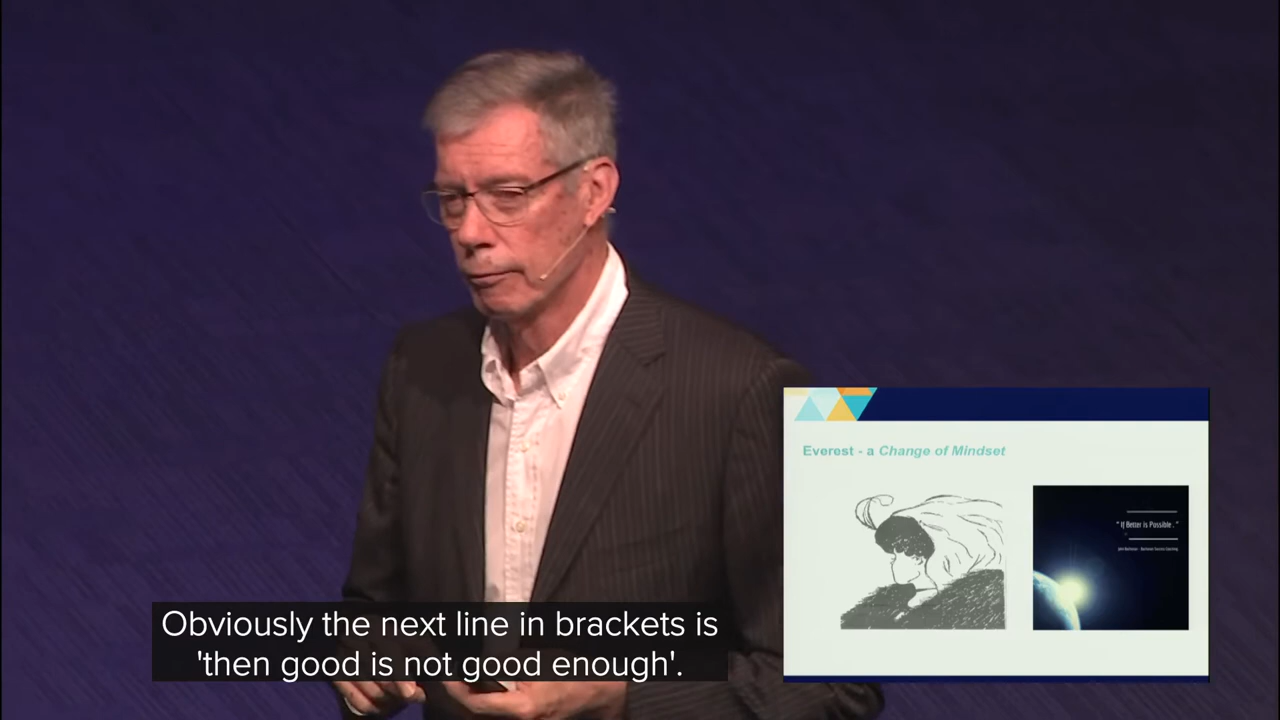 Everest - a Change of Mindset
" If Better is Possible . "
Obviously the next line in brackets is
'then good is not good enough'.